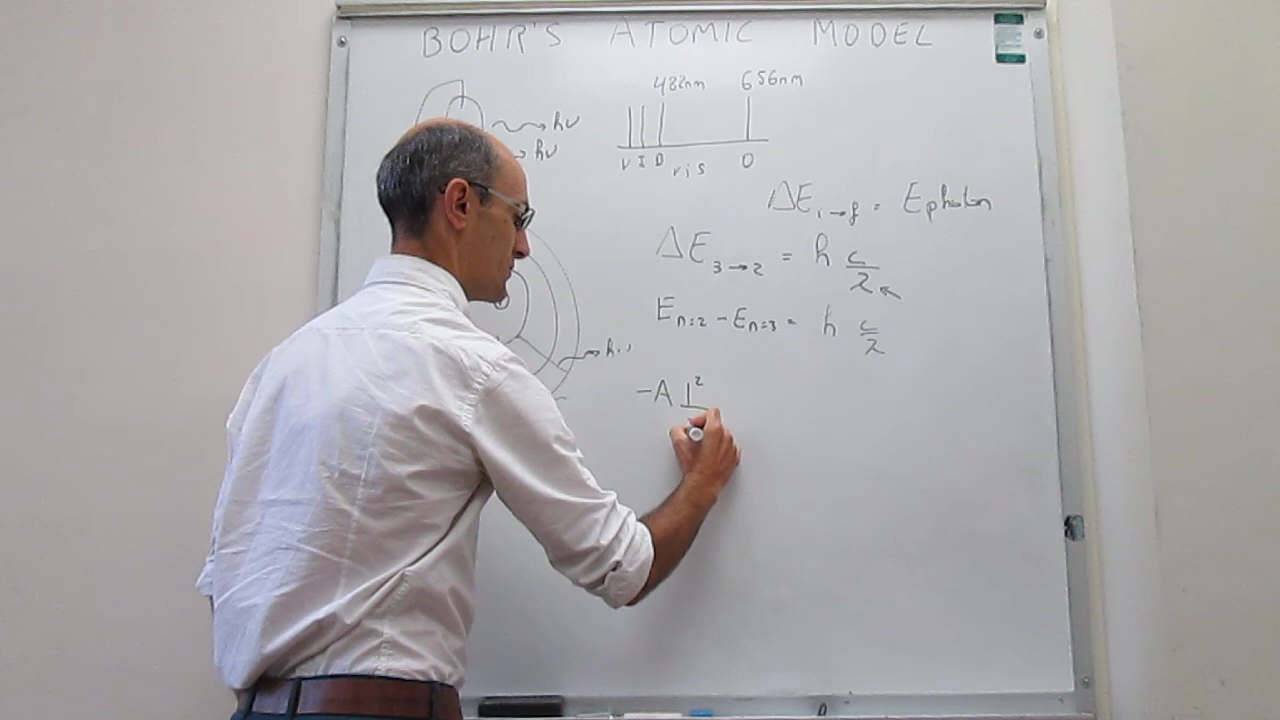 BOHR'S ATOMIC MODEL
482nm 656nm
hν
hν
V I B vis O
ΔE i→f = Ephoton
ΔE 3→2 = h c/λ
E n=2 - E n=3 = h c/λ
h
-A 1²